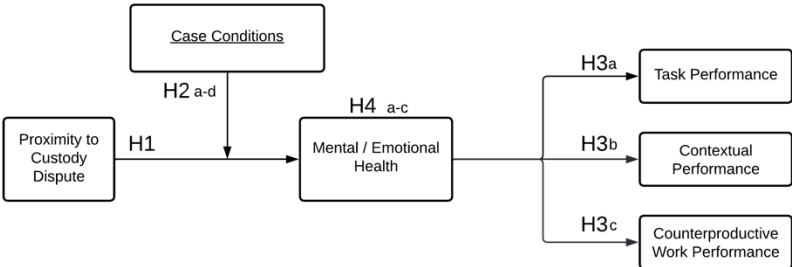 Case Conditions
H2 a-d
H3a
Task Performance
H4 a-c
Proximity to
Custody
Dispute
H1
Mental / Emotional
Health
H3b
Contextual
Performance
H3c
Counterproductive
Work Performance